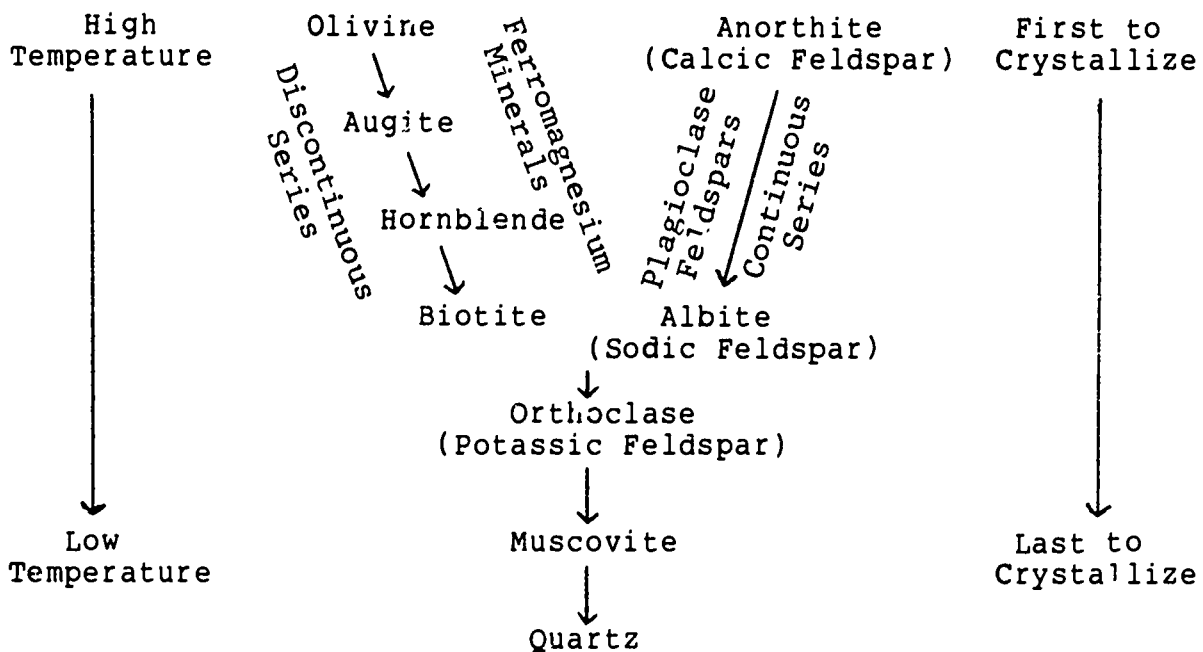 High
Temperature
Olivine
Augite
Hornblende
Biotite
Discontinuous
Series
Ferromagnesium
Minerals
Anorthite
(Calcic Feldspar)
Plagioclase
Feldspars
Continuous
Series
Albite
(Sodic Feldspar)
Orthoclase
(Potassic Feldspar)
Muscovite
Quartz
First to
Crystallize
Low
Temperature
Last to
Crystallize